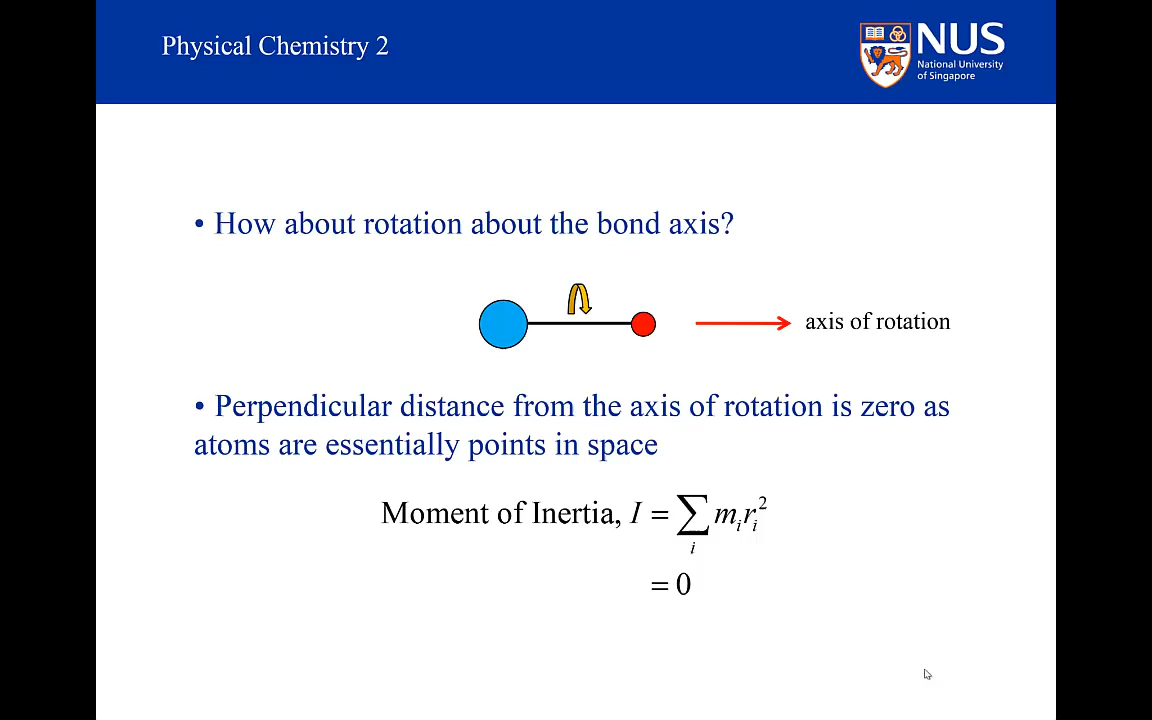 Physical Chemistry 2
NUS
National University
of Singapore
• How about rotation about the bond axis?
axis of rotation
• Perpendicular distance from the axis of rotation is zero as
atoms are essentially points in space
Moment of Inertia, I = ∑ᵢ mᵢrᵢ²
= 0